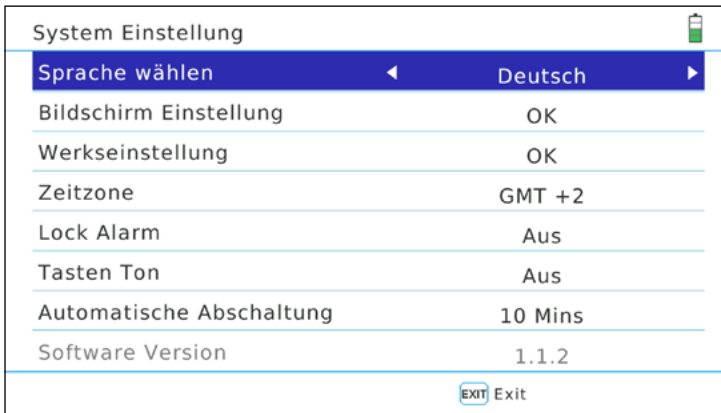 System Einstellung
Sprache wählen Deutsch
Bildschirm Einstellung OK
Werkseinstellung OK
Zeitzone GMT +2
Lock Alarm Aus
Tasten Ton Aus
Automatische Abschaltung 10 Mins
Software Version 1.1.2
EXIT Exit